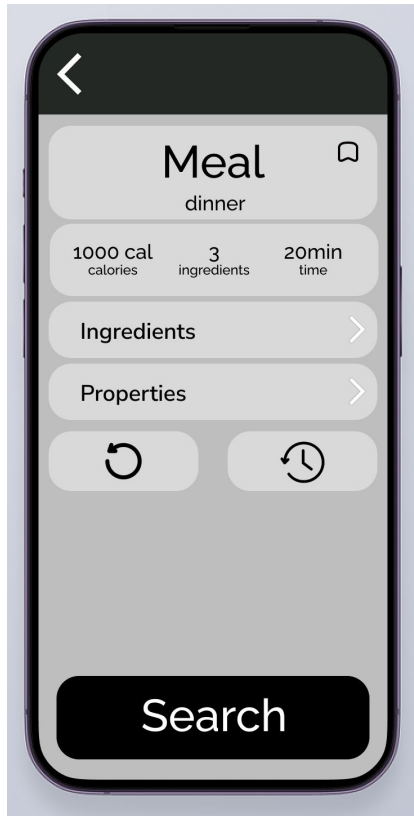 Meal
dinner
1000 cal 3 20min
calories ingredients time
Ingredients
Properties
Search